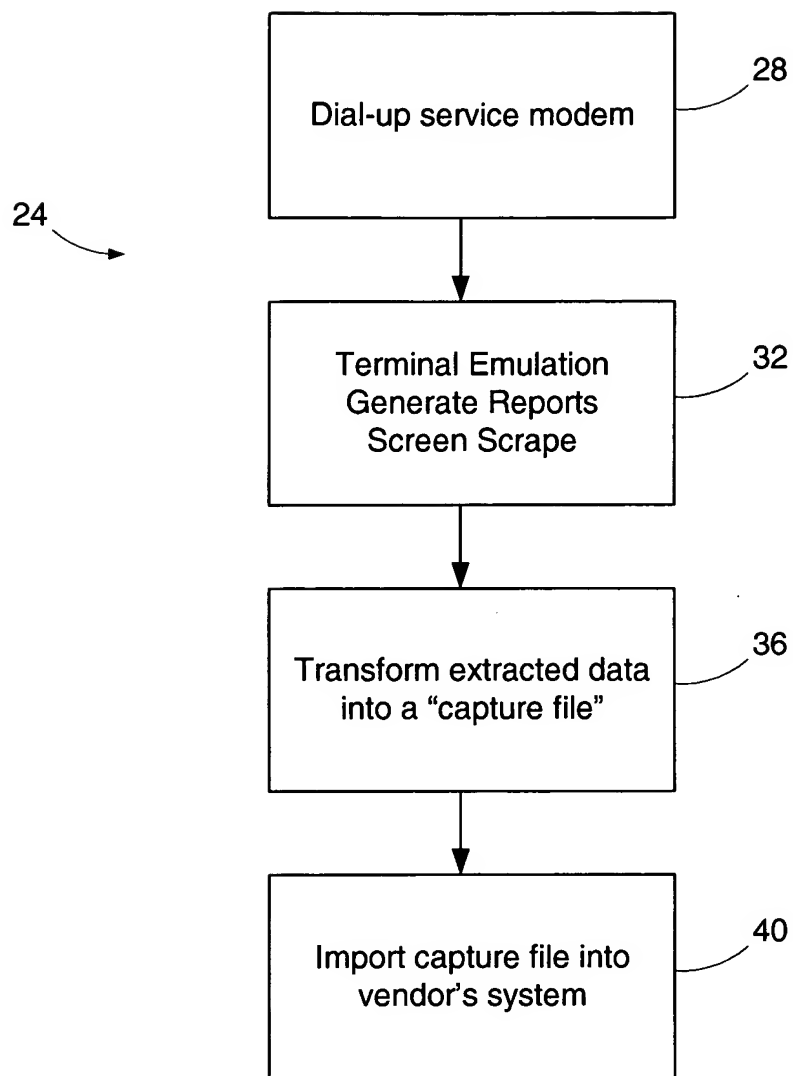 Dial-up service modem
28
24
Terminal Emulation
Generate Reports
Screen Scrape
32
Transform extracted data
into a “capture file”
36
Import capture file into
vendor's system
40